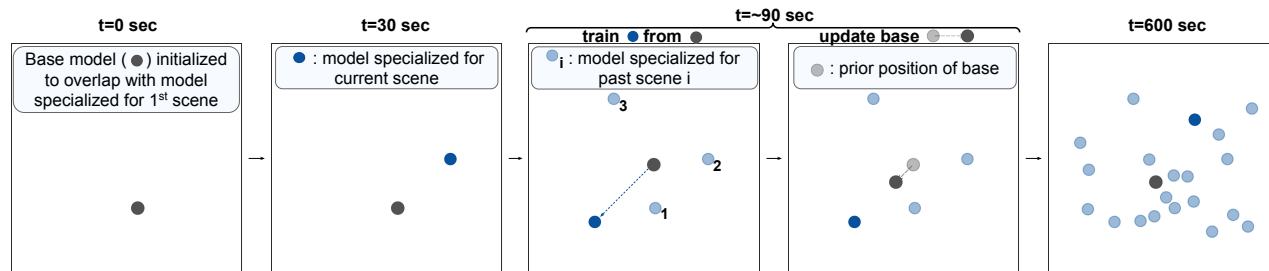 t=0 sec
Base model ( ) initialized
to overlap with model
specialized for 1st scene
t=30 sec
: model specialized for
current scene
t=~90 sec
train from
i : model specialized for
past scene i
3
2
1
update base
: prior position of base
t=600 sec